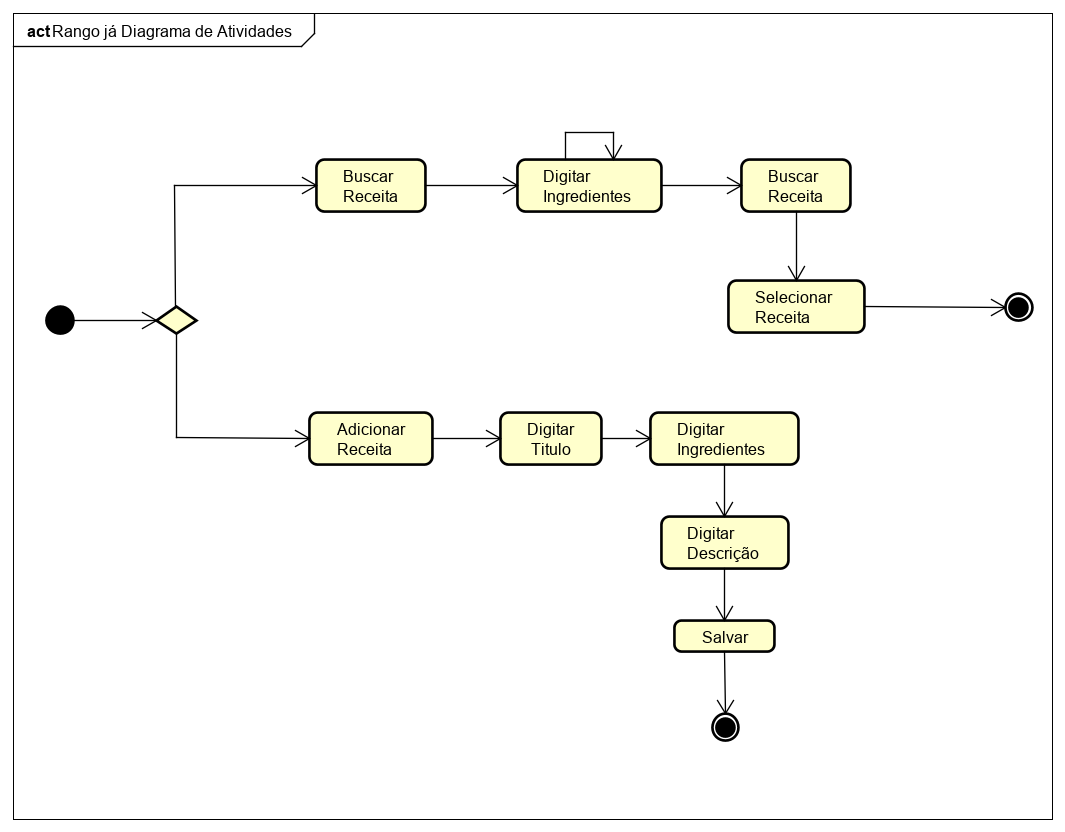 act Rango já Diagrama de Atividades
Buscar
Receita
Digitar
Ingredientes
Buscar
Receita
Selecionar
Receita
Adicionar
Receita
Digitar
Titulo
Digitar
Ingredientes
Digitar
Descrição
Salvar